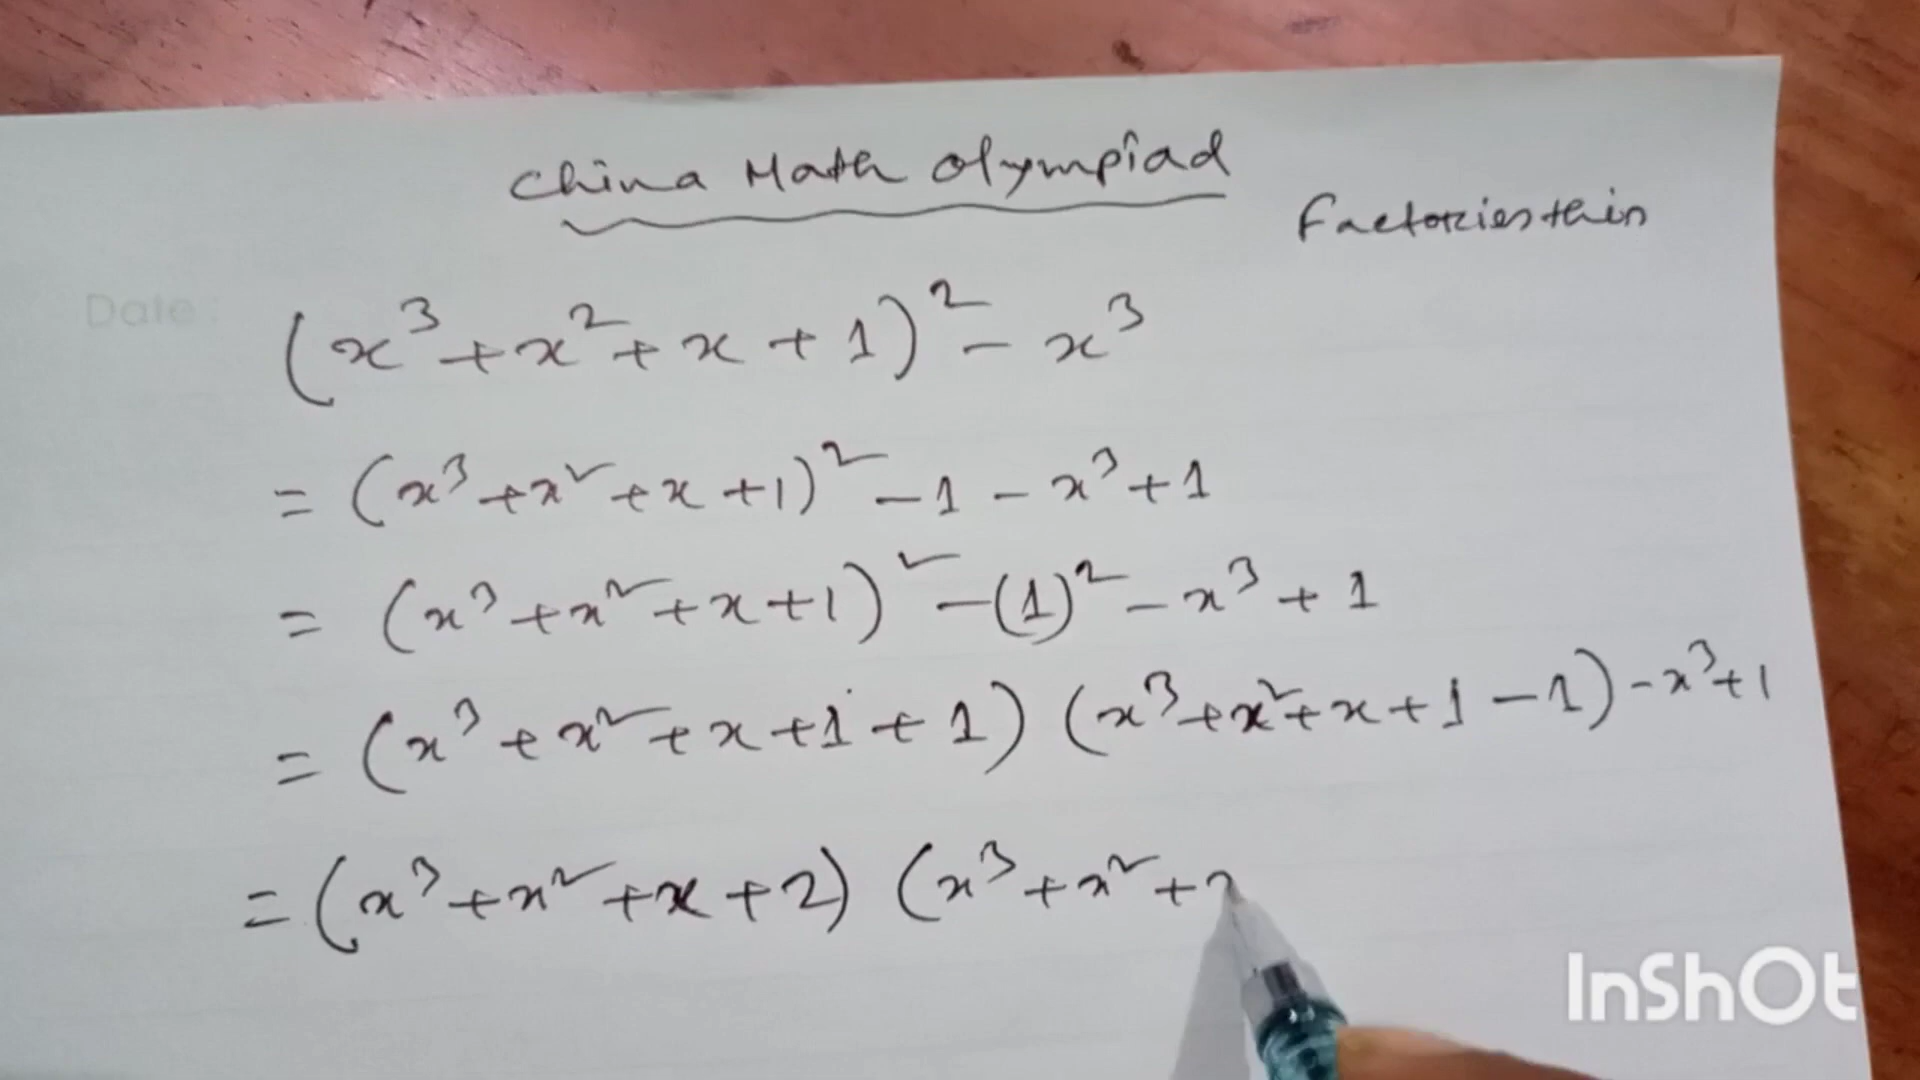 China Math Olympiad
Factoriesthin
Date:
(x³ + x² + x + 1)² - x³
= (x³ + x² + x + 1)² - 1 - x³ + 1
= (x³ + x² + x + 1)² - (1)² - x³ + 1
= (x³ + x² + x + 1 + 1) (x³ + x² + x + 1 - 1) - x³ + 1
= (x³ + x² + x + 2) (x³ + x² +
InShOt